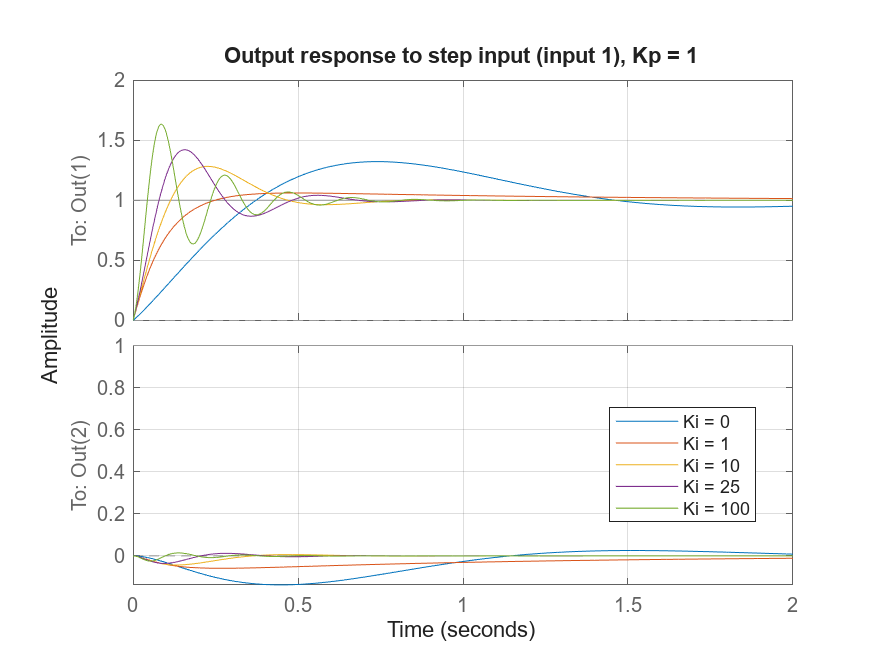 Output response to step input (input 1), Kp = 1
2
1.5
1
0.5
0
To: Out(1)
Amplitude
1
0.8
0.6
0.4
0.2
0
To: Out(2)
Ki = 0
Ki = 1
Ki = 10
Ki = 25
Ki = 100
0 0.5 1 1.5 2
Time (seconds)